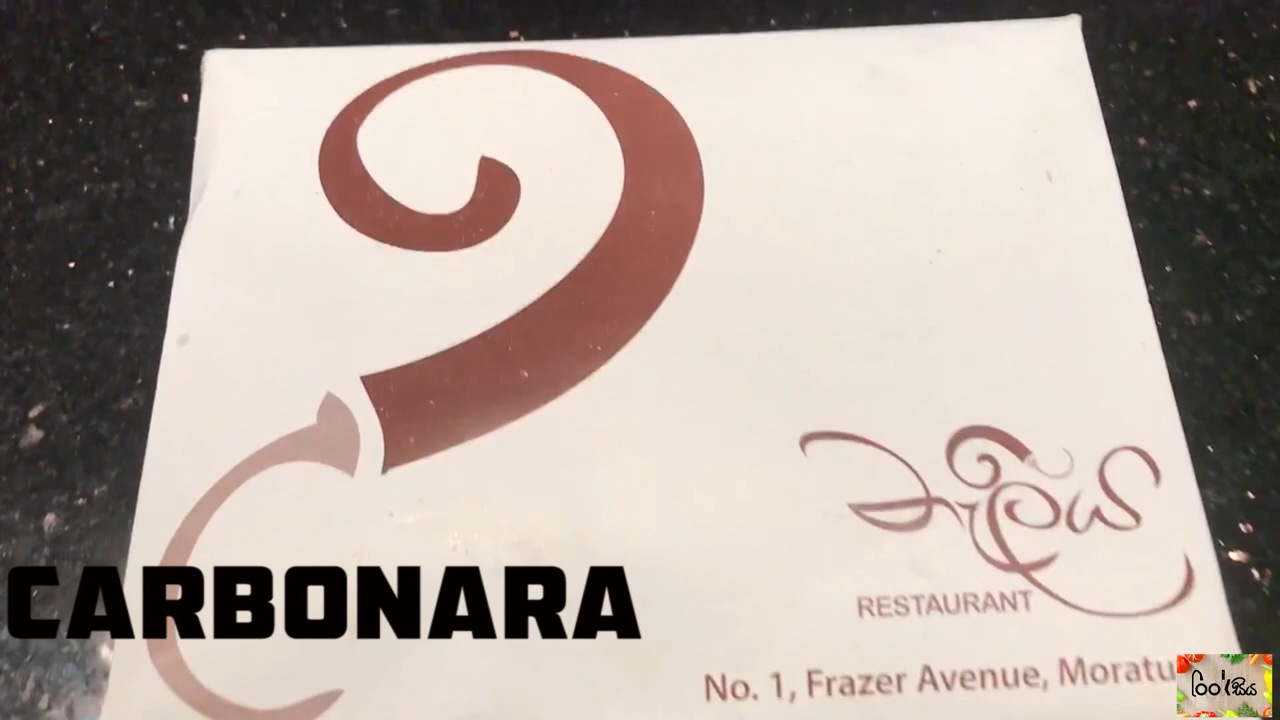 නැලියි
RESTAURANT
CARBONARA
No. 1, Frazer Avenue, Moratu